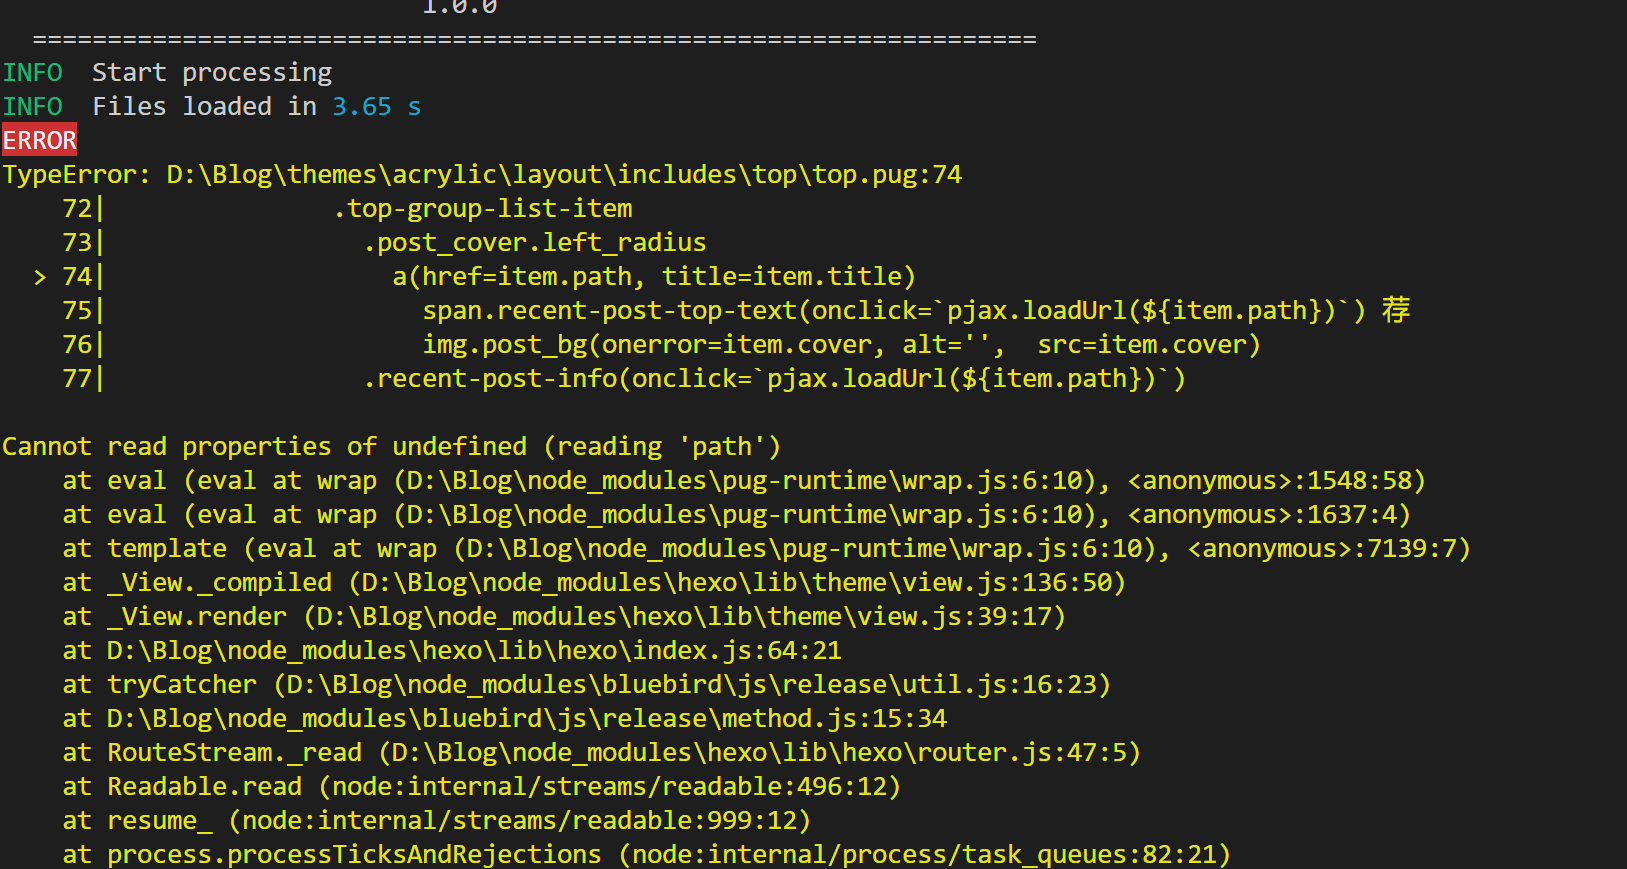 1.0.0
===================================================================
INFO  Start processing
INFO  Files loaded in 3.65 s
ERROR
TypeError: D:\Blog\themes\acrylic\layout\includes\top\top.pug:74
    72|               .top-group-list-item
    73|                 .post_cover.left_radius
  > 74|                   a(href=item.path, title=item.title)
    75|                     span.recent-post-top-text(onclick=`pjax.loadUrl(${item.path})`) 荐
    76|                     img.post_bg(onerror=item.cover, alt='',  src=item.cover)
    77|                 .recent-post-info(onclick=`pjax.loadUrl(${item.path})`)
Cannot read properties of undefined (reading 'path')
    at eval (eval at wrap (D:\Blog\node_modules\pug-runtime\wrap.js:6:10), <anonymous>:1548:58)
    at eval (eval at wrap (D:\Blog\node_modules\pug-runtime\wrap.js:6:10), <anonymous>:1637:4)
    at template (eval at wrap (D:\Blog\node_modules\pug-runtime\wrap.js:6:10), <anonymous>:7139:7)
    at _View._compiled (D:\Blog\node_modules\hexo\lib\theme\view.js:136:50)
    at _View.render (D:\Blog\node_modules\hexo\lib\theme\view.js:39:17)
    at D:\Blog\node_modules\hexo\lib\hexo\index.js:64:21
    at tryCatcher (D:\Blog\node_modules\bluebird\js\release\util.js:16:23)
    at D:\Blog\node_modules\bluebird\js\release\method.js:15:34
    at RouteStream._read (D:\Blog\node_modules\hexo\lib\hexo\router.js:47:5)
    at Readable.read (node:internal/streams/readable:496:12)
    at resume_ (node:internal/streams/readable:999:12)
    at process.processTicksAndRejections (node:internal/process/task_queues:82:21)